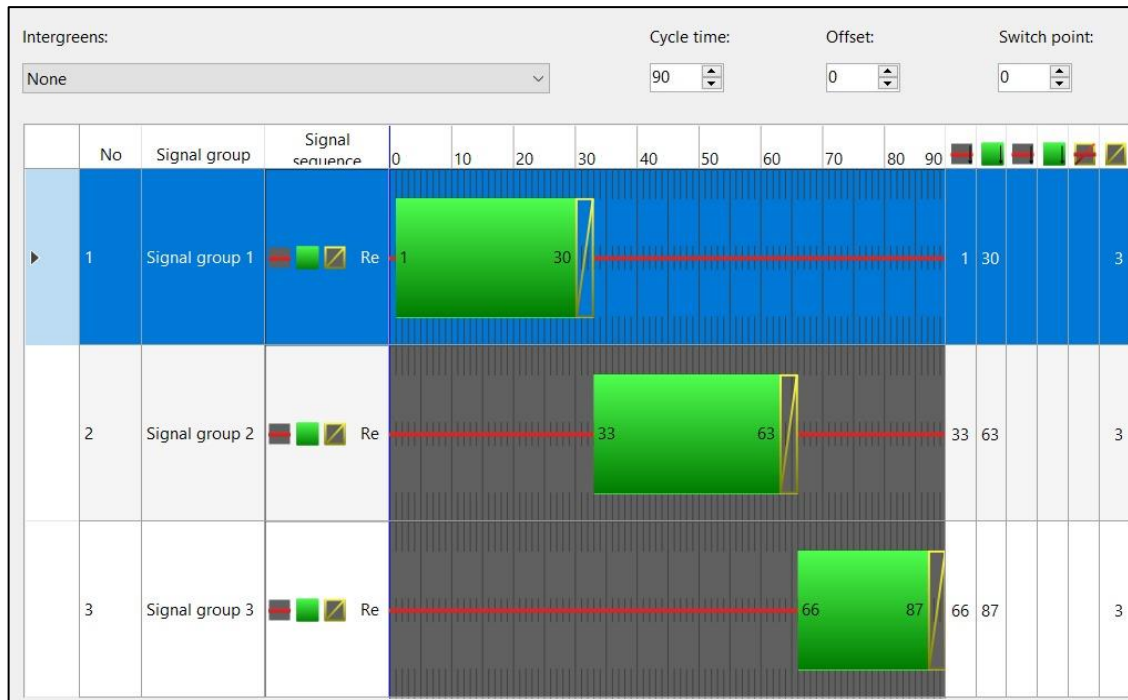 Intergreens: Cycle time: Offset: Switch point:
None 90 0 0
No Signal group Signal sequence 0 10 20 30 40 50 60 70 80 90
1 Signal group 1 Re 1 30 1 30 3
2 Signal group 2 Re 33 63 33 63 3
3 Signal group 3 Re 66 87 66 87 3